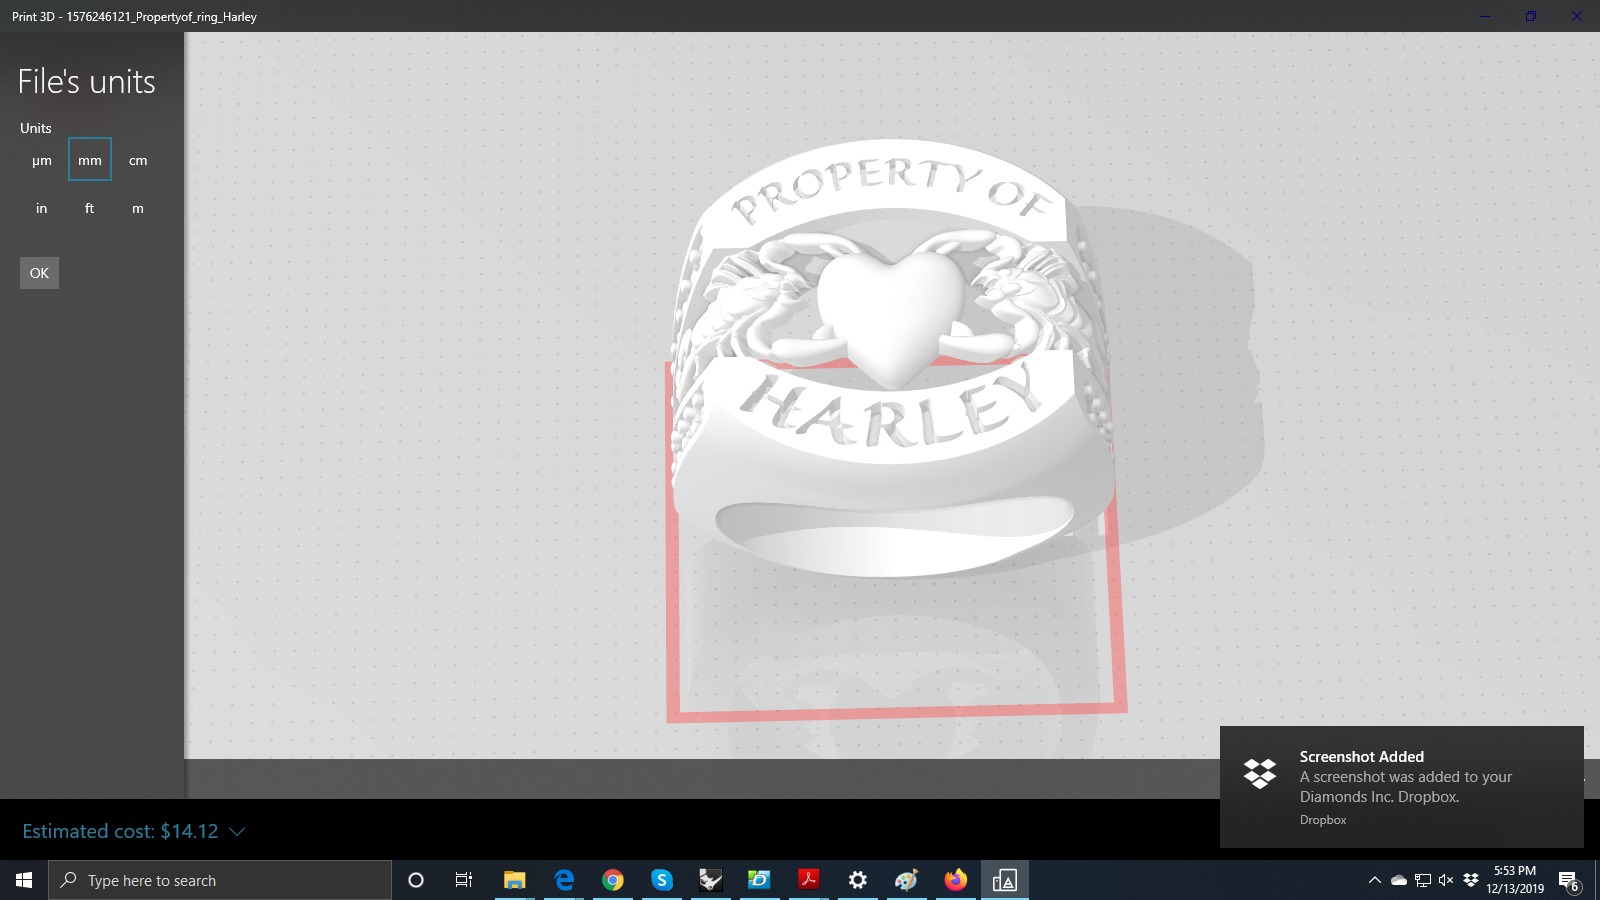 Print 3D - 1576246121_Propertyof_ring_Harley
File's units
Units
µm mm cm
in ft m
OK
PROPERTY OF
HARLEY
Screenshot Added
A screenshot was added to your
Diamonds Inc. Dropbox.
Dropbox
Estimated cost: $14.12
Type here to search
5:53 PM
12/13/2019
6